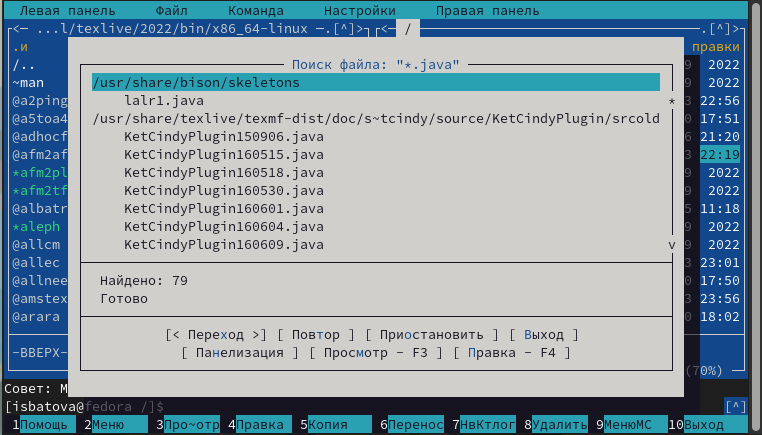 Левая панель Файл Команда Настройки Правая панель
<— ...l/texlive/2022/bin/x86_64-linux —.[^]> <— / —.[^]>
.и правки
/.. 9 2022
~man 9 2022
@a2ping 3 22:56
@a5toa4 0 17:51
@adhocf 6 21:20
@afm2af 3 22:19
*afm2pl 9 2022
*afm2tf 9 2022
@albatr 5 11:18
*aleph 9 2022
@allcm 9 2022
@allec 3 23:01
@allnee 0 17:50
@amstex 3 23:56
@arara 0 18:02
-ВВЕРХ-
(70%)
Поиск файла: "*.java"
/usr/share/bison/skeletons
lalr1.java
/usr/share/texlive/texmf-dist/doc/s~tcindy/source/KetCindyPlugin/srcold
KetCindyPlugin150906.java
KetCindyPlugin160515.java
KetCindyPlugin160518.java
KetCindyPlugin160530.java
KetCindyPlugin160601.java
KetCindyPlugin160604.java
KetCindyPlugin160609.java
Найдено: 79
Готово
[< Переход >] [ Повтор ] [ Приостановить ] [ Выход ]
[ Панелизация ] [ Просмотр - F3 ] [ Правка - F4 ]
Совет: М
[isbatova@fedora /]$ [^]
1Помощь 2Меню 3Про~отр 4Правка 5Копия 6Перенос 7НвКтлог 8Удалить 9МенюМС 10Выход